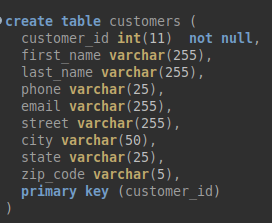 create table customers (
  customer_id int(11)  not null,
  first_name varchar(255),
  last_name varchar(255),
  phone varchar(25),
  email varchar(255),
  street varchar(255),
  city varchar(50),
  state varchar(25),
  zip_code varchar(5),
  primary key (customer_id)
)